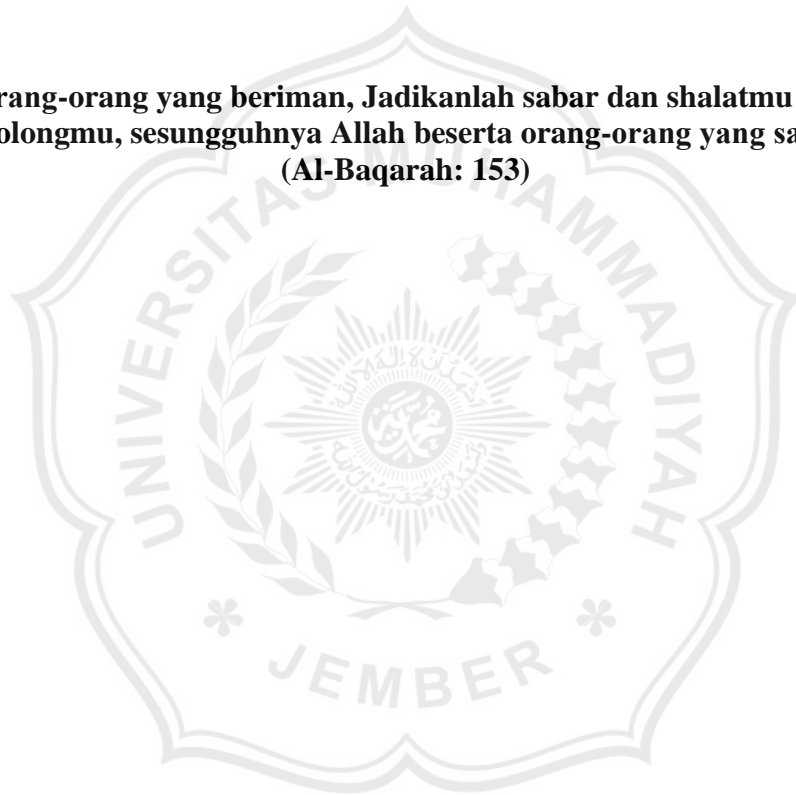 rang-orang yang beriman, Jadikanlah sabar dan shalatmu
olongmu, sesungguhnya Allah beserta orang-orang yang sa
(Al-Baqarah: 153)
UNIVERSITAS MUHAMMADIYAH
JEMBER